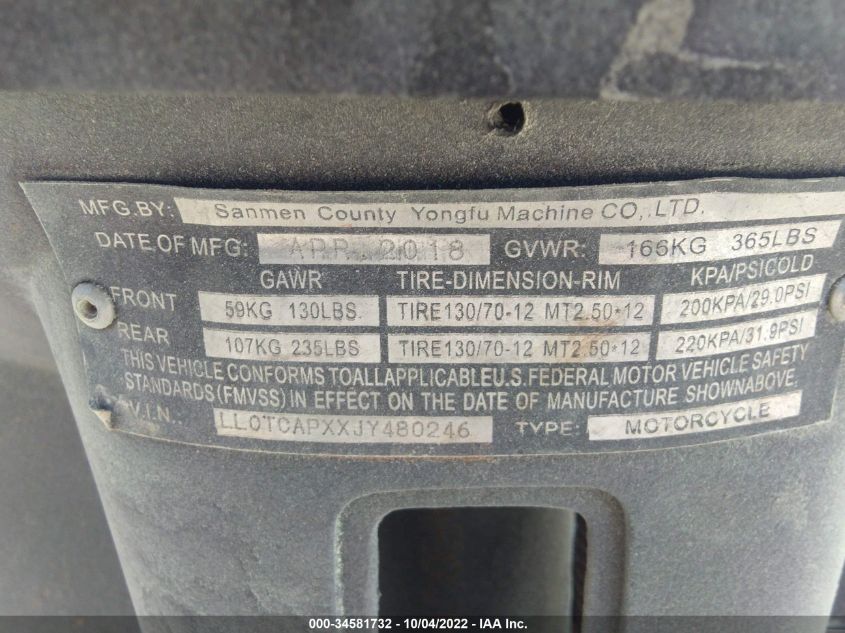 MFG.BY: Sanmen County Yongfu Machine CO,.LTD.
DATE.OF MFG: APR. 2018 GVWR: 166KG 365LBS
GAWR TIRE-DIMENSION-RIM KPA/PSICOLD
FRONT 59KG 130LBS. TIRE130/70-12 MT2.50*12 200KPA/29.0PSI
REAR 107KG 235LBS TIRE130/70-12 MT2.50*12 220KPA/31.9PSI
THIS VEHICLE CONFORMS TOALLAPPLICABLEU.S.FEDERAL MOTOR VEHICLE SAFETY
STANDARDS(FMVSS) IN EFFECT ON THE DATE OF MANUFACTURE SHOWNABOVE.
V.I.N.. LL0TCAPXXJY480246 TYPE: MOTORCYCLE
000-34581732 - 10/04/2022 - IAA Inc.